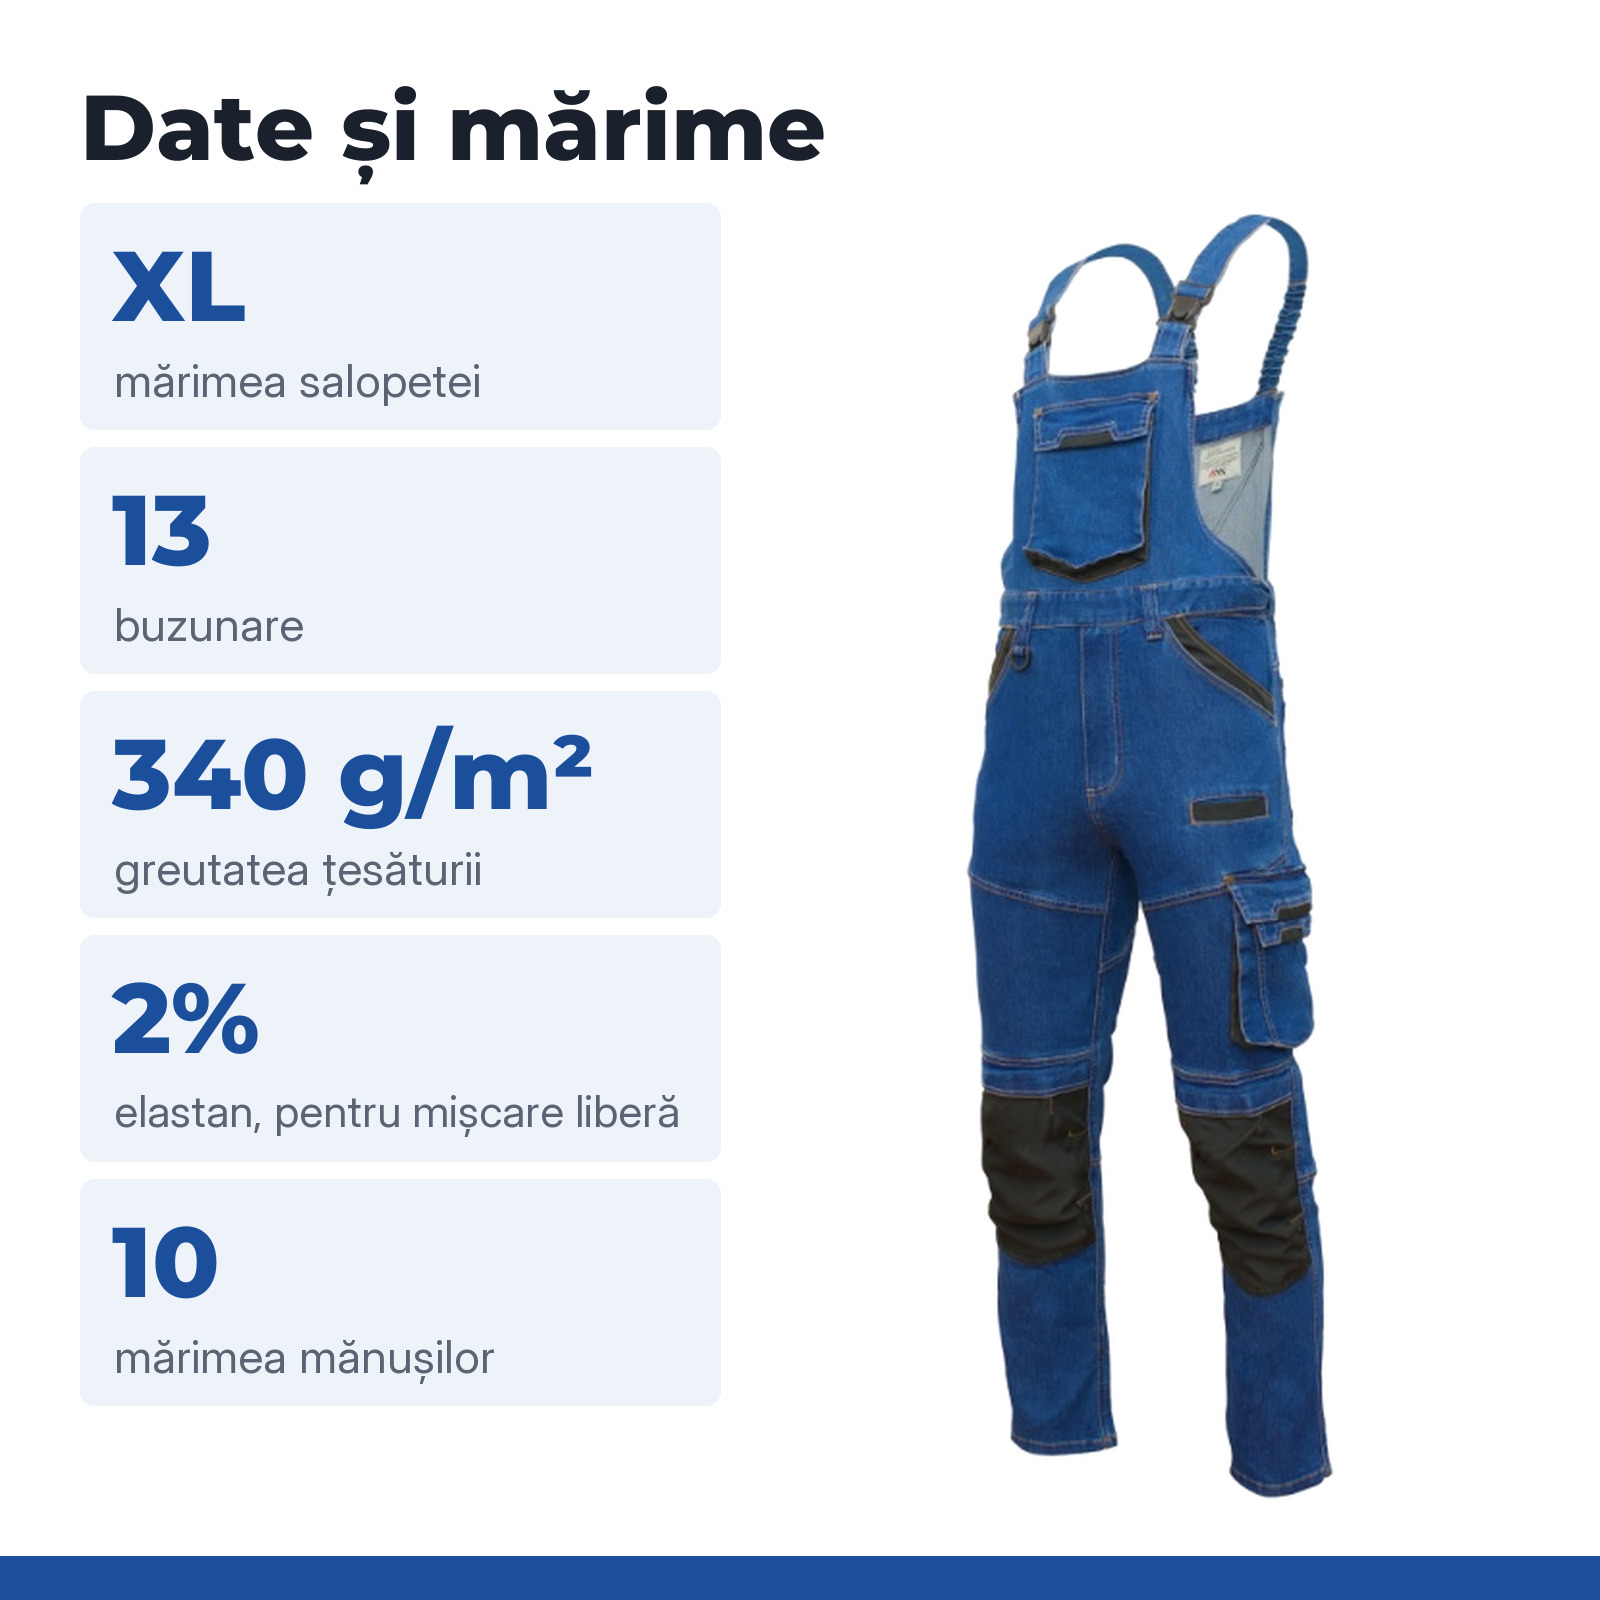 Date și mărime
XL
mărimea salopetei
13
buzunare
340 g/m²
greutatea țesăturii
2%
elastan, pentru mișcare liberă
10
mărimea mănușilor